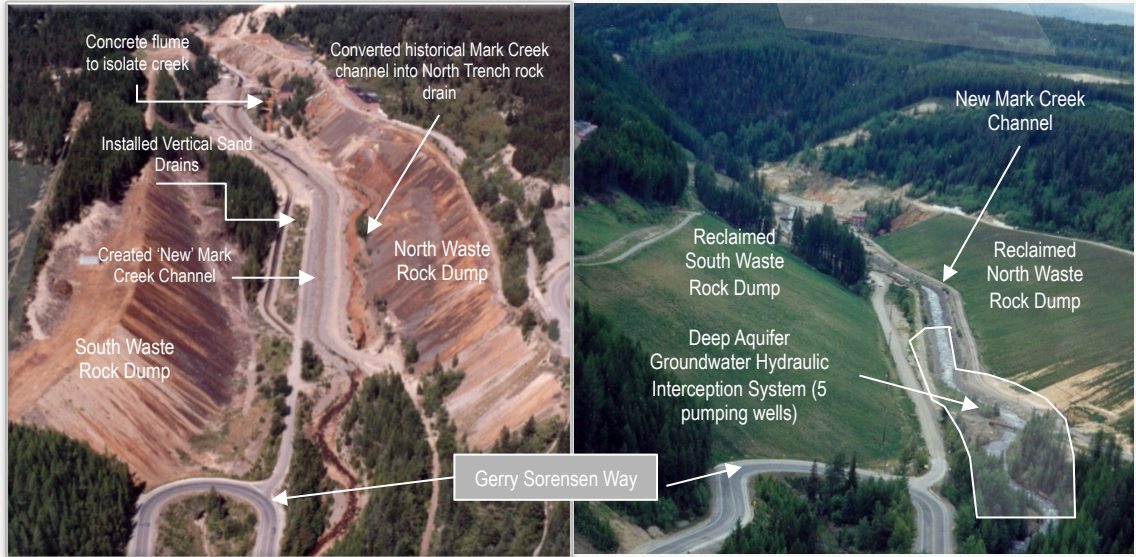 Concrete flume
to isolate creek
Converted historical Mark Creek
channel into North Trench rock
drain
Installed Vertical Sand
Drains
Created ‘New’ Mark
Creek Channel
North Waste
Rock Dump
South Waste
Rock Dump
New Mark Creek
Channel
Reclaimed
South Waste
Rock Dump
Reclaimed
North Waste
Rock Dump
Deep Aquifer
Groundwater Hydraulic
Interception System (5
pumping wells)
Gerry Sorensen Way